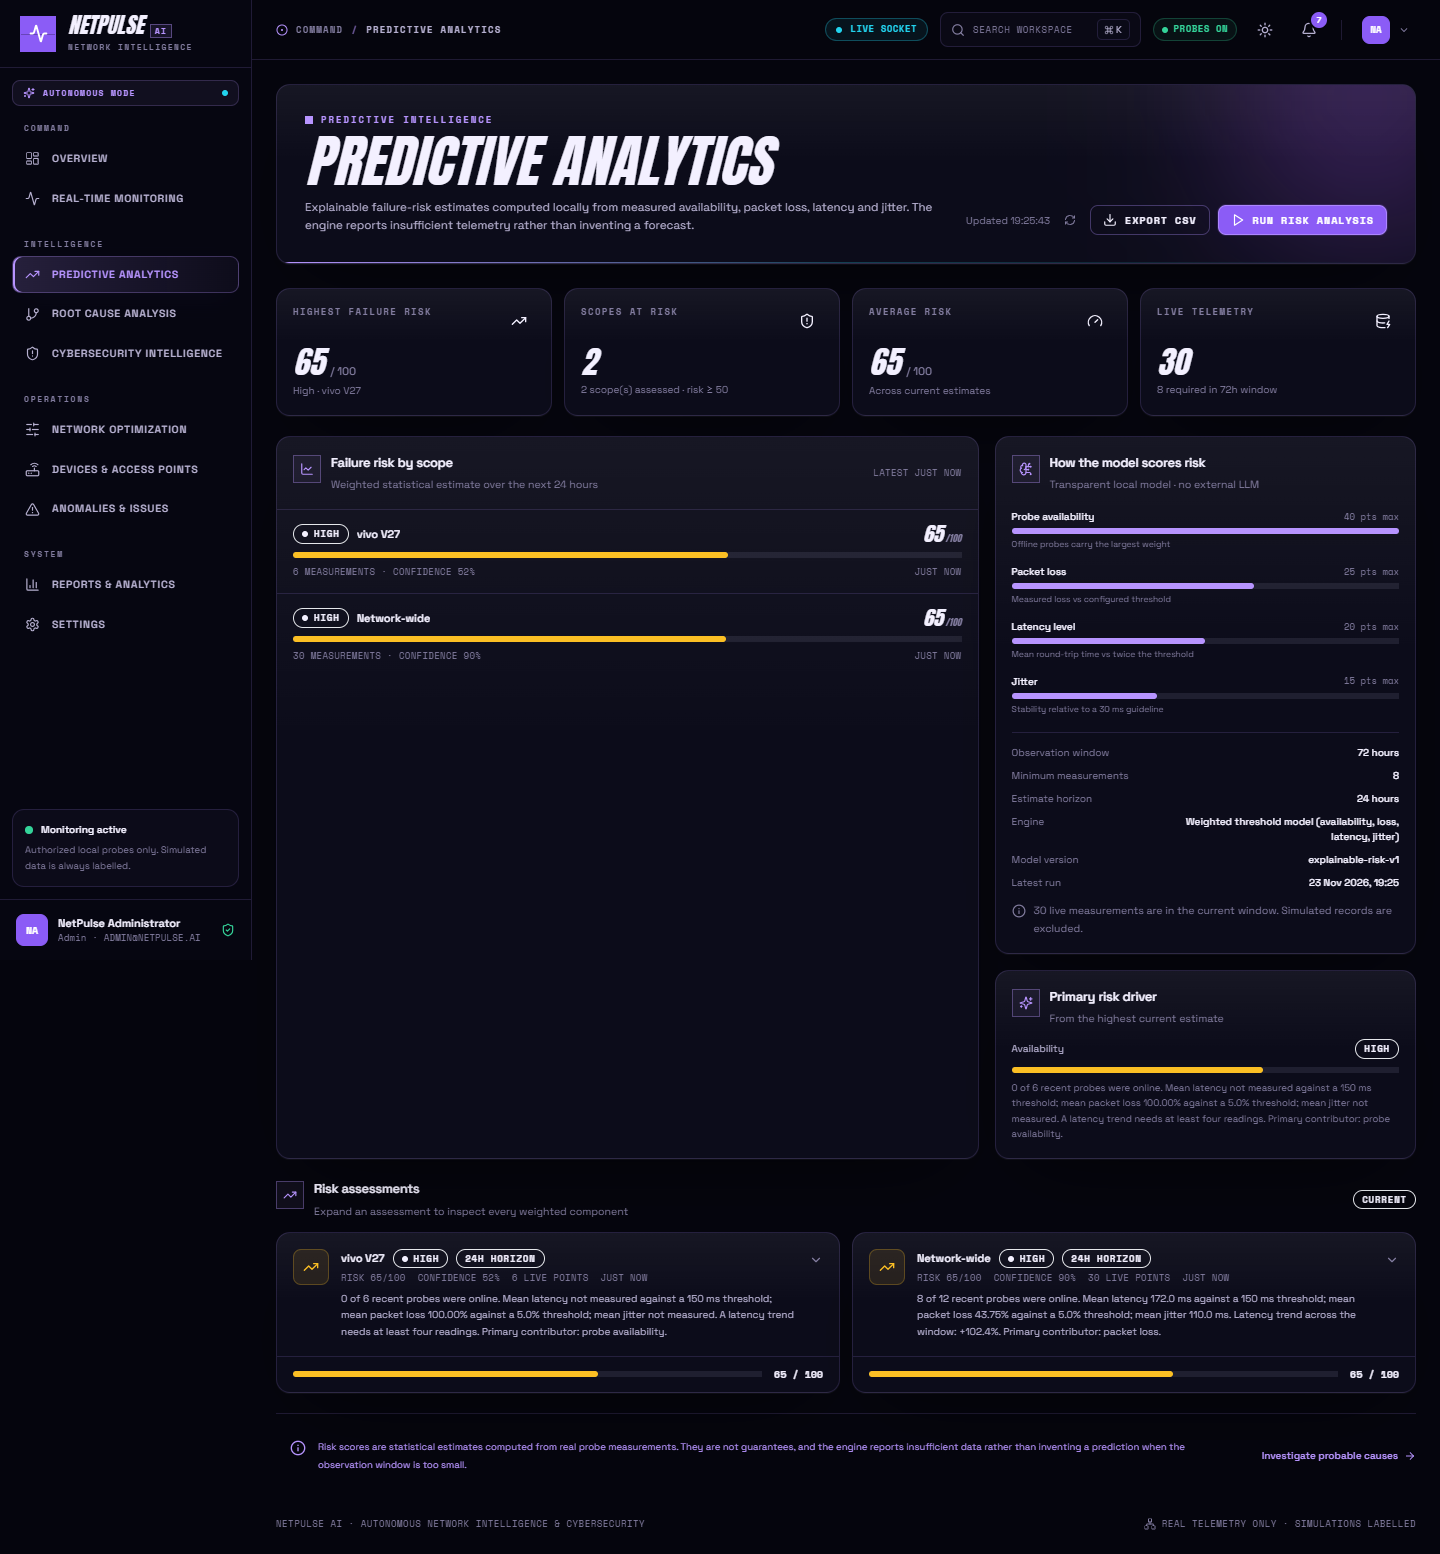 NETPULSE AI
NETWORK INTELLIGENCE
AUTONOMOUS MODE
COMMAND
OVERVIEW
REAL-TIME MONITORING
INTELLIGENCE
PREDICTIVE ANALYTICS
ROOT CAUSE ANALYSIS
CYBERSECURITY INTELLIGENCE
OPERATIONS
NETWORK OPTIMIZATION
DEVICES & ACCESS POINTS
ANOMALIES & ISSUES
SYSTEM
REPORTS & ANALYTICS
SETTINGS
Monitoring active
Authorized local probes only. Simulated
data is always labelled.
NA
NetPulse Administrator
Admin · ADMIN@NETPULSE.AI
COMMAND / PREDICTIVE ANALYTICS
LIVE SOCKET
SEARCH WORKSPACE ⌘K
PROBES ON
7
NA
PREDICTIVE INTELLIGENCE
PREDICTIVE ANALYTICS
Explainable failure-risk estimates computed locally from measured availability, packet loss, latency and jitter. The
engine reports insufficient telemetry rather than inventing a forecast.
Updated 19:25:43
EXPORT CSV
RUN RISK ANALYSIS
HIGHEST FAILURE RISK
65 / 100
High · vivo V27
SCOPES AT RISK
2
2 scope(s) assessed · risk ≥ 50
AVERAGE RISK
65 / 100
Across current estimates
LIVE TELEMETRY
30
8 required in 72h window
Failure risk by scope
Weighted statistical estimate over the next 24 hours
LATEST JUST NOW
HIGH vivo V27 65/100
6 MEASUREMENTS · CONFIDENCE 52% JUST NOW
HIGH Network-wide 65/100
30 MEASUREMENTS · CONFIDENCE 90% JUST NOW
How the model scores risk
Transparent local model · no external LLM
Probe availability 40 pts max
Offline probes carry the largest weight
Packet loss 25 pts max
Measured loss vs configured threshold
Latency level 20 pts max
Mean round-trip time vs twice the threshold
Jitter 15 pts max
Stability relative to a 30 ms guideline
Observation window 72 hours
Minimum measurements 8
Estimate horizon 24 hours
Engine Weighted threshold model (availability, loss,
latency, jitter)
Model version explainable-risk-v1
Latest run 23 Nov 2026, 19:25
30 live measurements are in the current window. Simulated records are
excluded.
Primary risk driver
From the highest current estimate
Availability HIGH
0 of 6 recent probes were online. Mean latency not measured against a 150 ms
threshold; mean packet loss 100.00% against a 5.0% threshold; mean jitter not
measured. A latency trend needs at least four readings. Primary contributor: probe
availability.
Risk assessments
Expand an assessment to inspect every weighted component
CURRENT
vivo V27 HIGH 24H HORIZON
RISK 65/100 CONFIDENCE 52% 6 LIVE POINTS JUST NOW
0 of 6 recent probes were online. Mean latency not measured against a 150 ms threshold;
mean packet loss 100.00% against a 5.0% threshold; mean jitter not measured. A latency trend
needs at least four readings. Primary contributor: probe availability.
65 / 100
Network-wide HIGH 24H HORIZON
RISK 65/100 CONFIDENCE 90% 30 LIVE POINTS JUST NOW
8 of 12 recent probes were online. Mean latency 172.0 ms against a 150 ms threshold; mean
packet loss 43.75% against a 5.0% threshold; mean jitter 110.0 ms. Latency trend across the
window: +102.4%. Primary contributor: packet loss.
65 / 100
Risk scores are statistical estimates computed from real probe measurements. They are not guarantees, and the engine reports insufficient data rather than inventing a prediction when the
observation window is too small.
Investigate probable causes
NETPULSE AI · AUTONOMOUS NETWORK INTELLIGENCE & CYBERSECURITY
REAL TELEMETRY ONLY · SIMULATIONS LABELLED